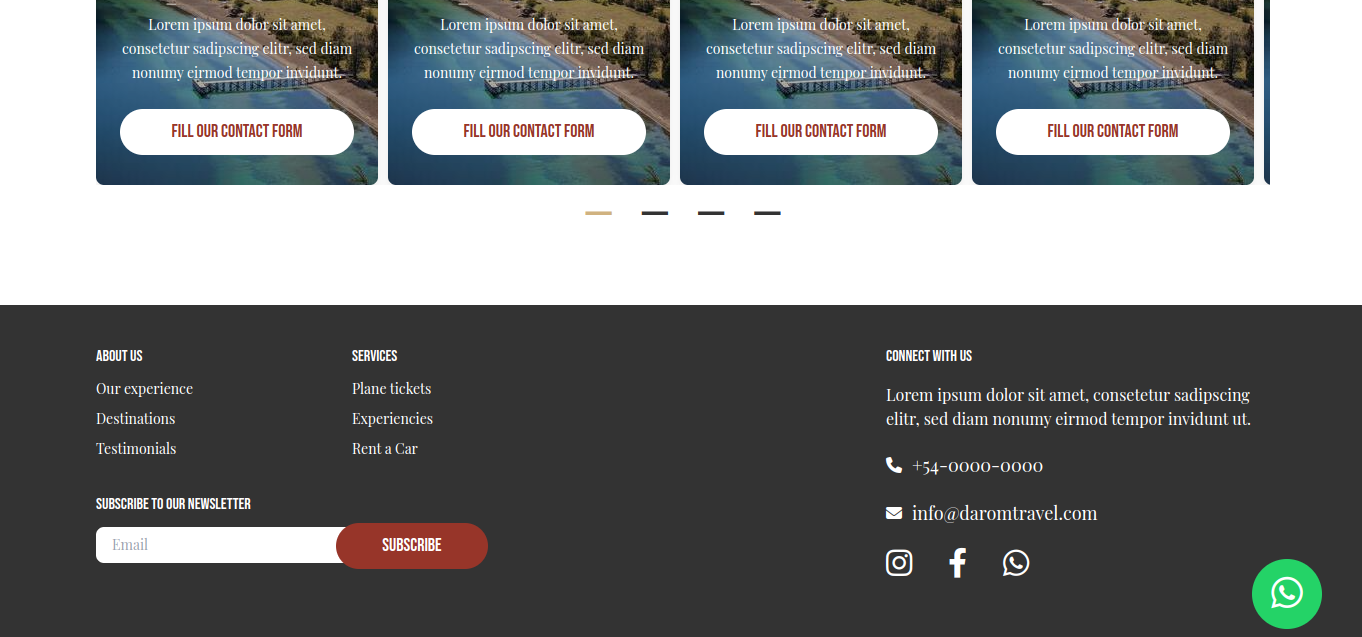 Lorem ipsum dolor sit amet,
consetetur sadipscing elitr, sed diam
nonumy eirmod tempor invidunt.
FILL OUR CONTACT FORM
Lorem ipsum dolor sit amet,
consetetur sadipscing elitr, sed diam
nonumy eirmod tempor invidunt.
FILL OUR CONTACT FORM
Lorem ipsum dolor sit amet,
consetetur sadipscing elitr, sed diam
nonumy eirmod tempor invidunt.
FILL OUR CONTACT FORM
Lorem ipsum dolor sit amet,
consetetur sadipscing elitr, sed diam
nonumy eirmod tempor invidunt.
FILL OUR CONTACT FORM
ABOUT US
Our experience
Destinations
Testimonials
SERVICES
Plane tickets
Experiencies
Rent a Car
SUBSCRIBE TO OUR NEWSLETTER
Email
SUBSCRIBE
CONNECT WITH US
Lorem ipsum dolor sit amet, consetetur sadipscing
elitr, sed diam nonumy eirmod tempor invidunt ut.
+54-0000-0000
info@daromtravel.com